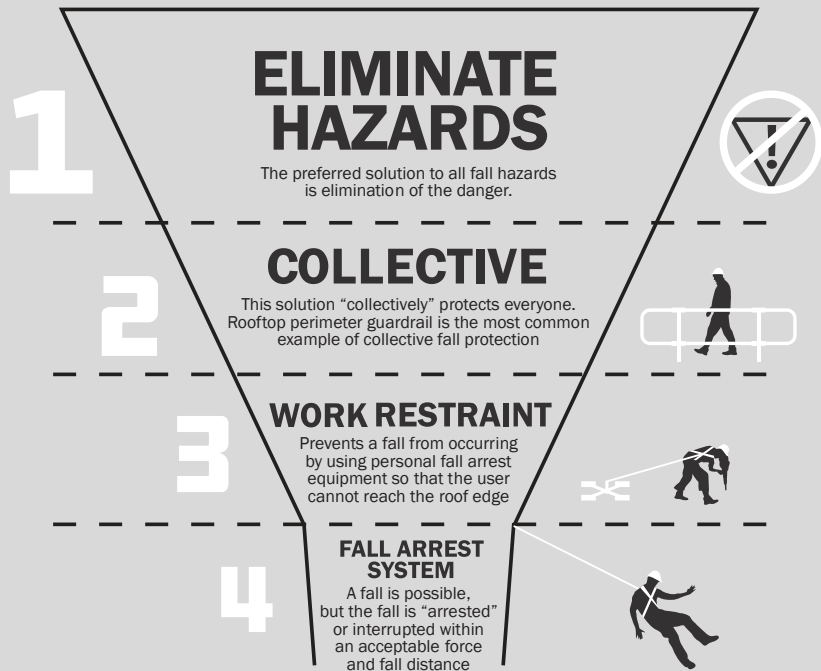 1
ELIMINATE
HAZARDS
The preferred solution to all fall hazards
is elimination of the danger.
!
2
COLLECTIVE
This solution “collectively” protects everyone.
Rooftop perimeter guardrail is the most common
example of collective fall protection
3
WORK RESTRAINT
Prevents a fall from occurring
by using personal fall arrest
equipment so that the user
cannot reach the roof edge
4
FALL ARREST
SYSTEM
A fall is possible,
but the fall is “arrested”
or interrupted within
an acceptable force
and fall distance